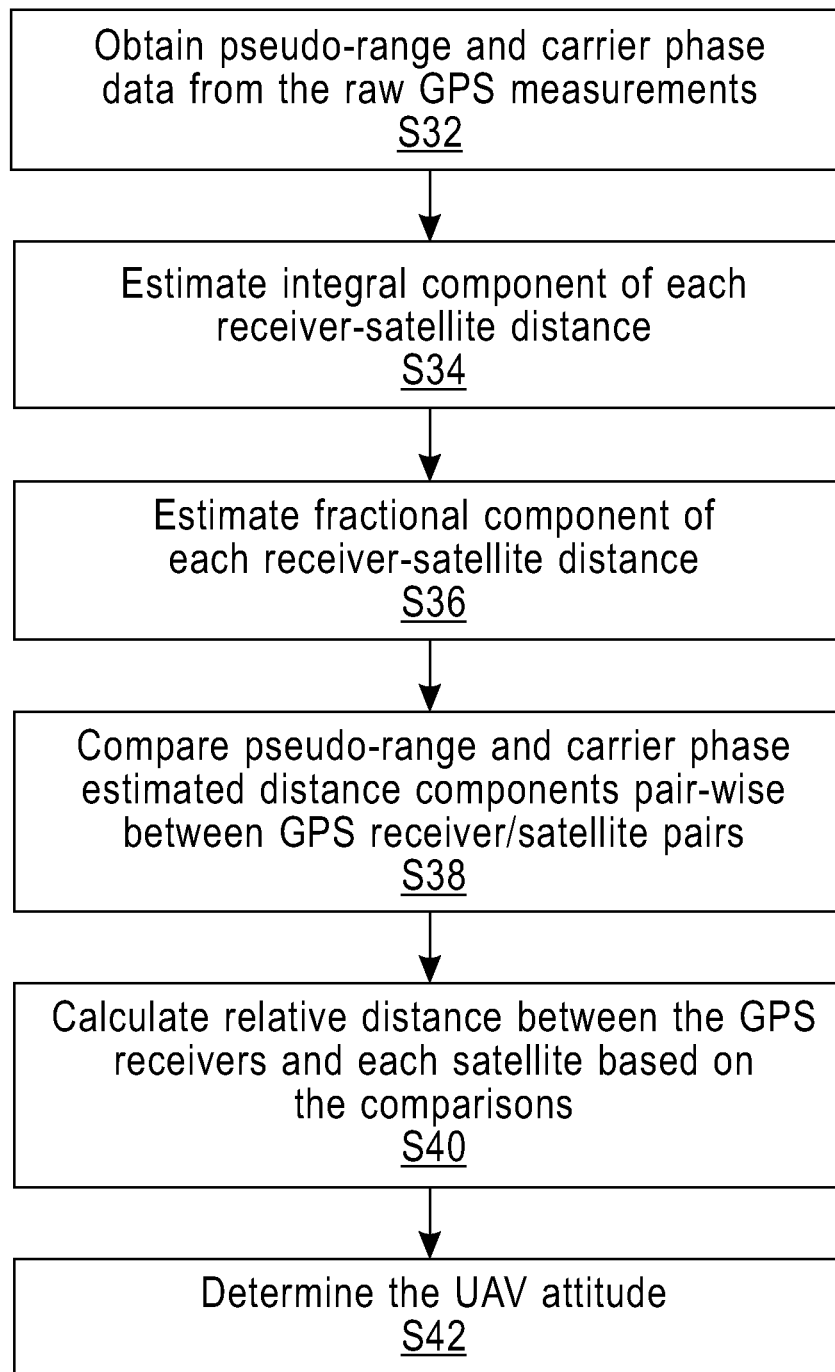 Obtain pseudo-range and carrier phase
data from the raw GPS measurements
S32
Estimate integral component of each
receiver-satellite distance
S34
Estimate fractional component of
each receiver-satellite distance
S36
Compare pseudo-range and carrier phase
estimated distance components pair-wise
between GPS receiver/satellite pairs
S38
Calculate relative distance between the GPS
receivers and each satellite based on
the comparisons
S40
Determine the UAV attitude
S42